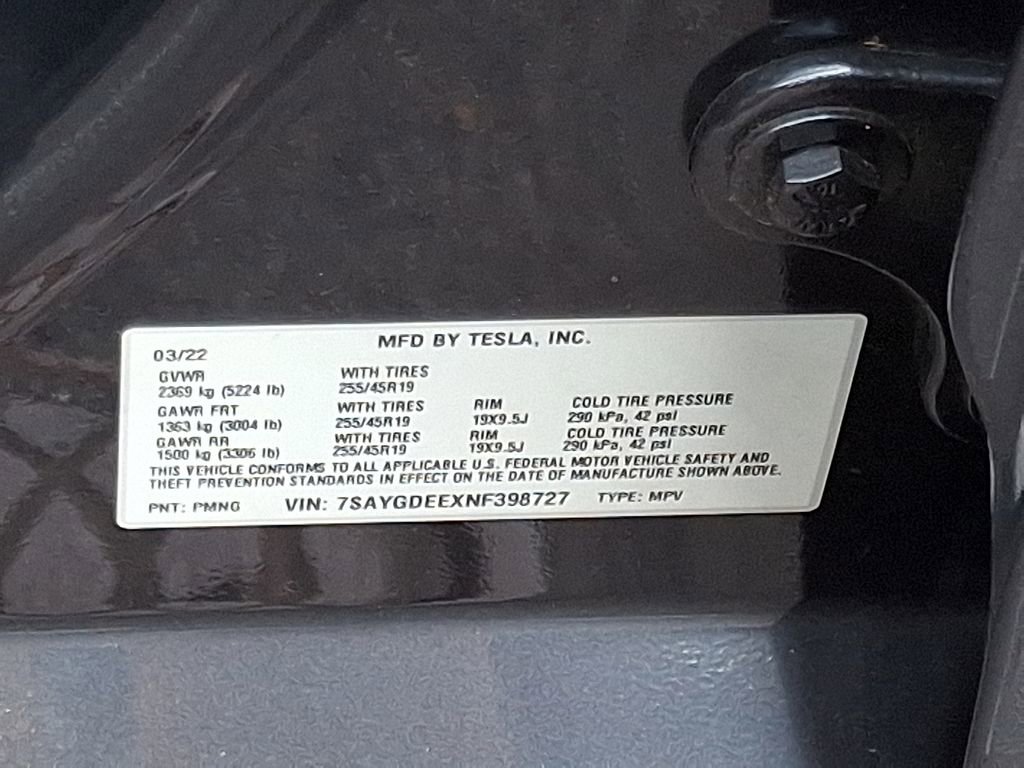 MFD BY TESLA, INC.
03/22
GVWR WITH TIRES
2369 kg (5224 lb) 255/45R19
GAWR FRT WITH TIRES RIM COLD TIRE PRESSURE
1363 kg (3004 lb) 255/45R19 19X9.5J 290 kPa, 42 psi
GAWR RR WITH TIRES RIM COLD TIRE PRESSURE
1500 kg (3306 lb) 255/45R19 19X9.5J 290 kPa, 42 psi
THIS VEHICLE CONFORMS TO ALL APPLICABLE U.S. FEDERAL MOTOR VEHICLE SAFETY AND
THEFT PREVENTION STANDARDS IN EFFECT ON THE DATE OF MANUFACTURE SHOWN ABOVE.
PNT: PMNG VIN: 7SAYGDEEXNF398727 TYPE: MPV